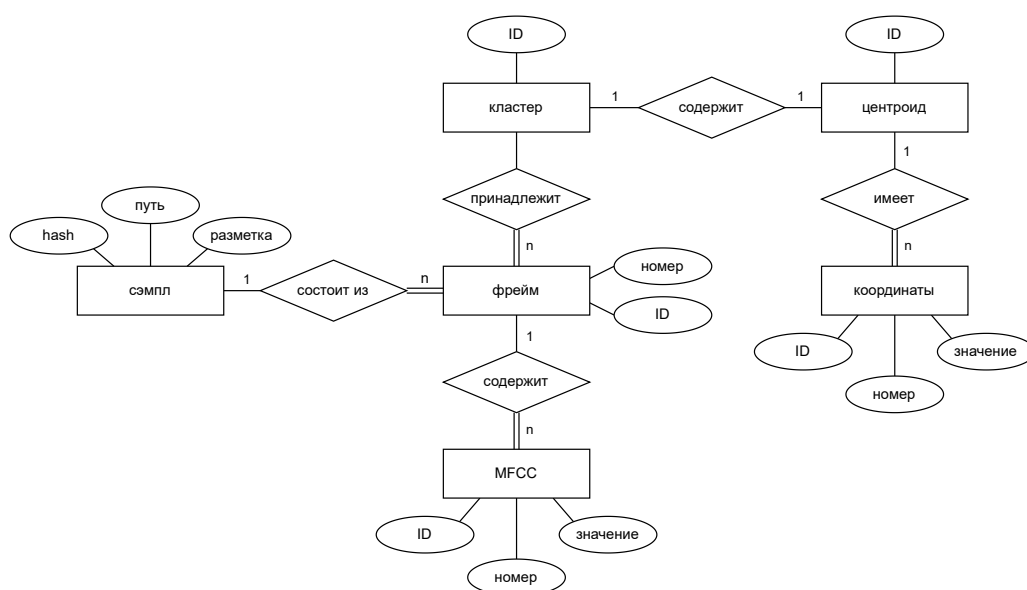 ID
ID
кластер
1
содержит
1
центроид
1
принадлежит
имеет
путь
hash
разметка
n
n
номер
сэмпл
1
состоит из
n
фрейм
координаты
ID
1
ID
значение
содержит
номер
n
MFCC
ID
значение
номер